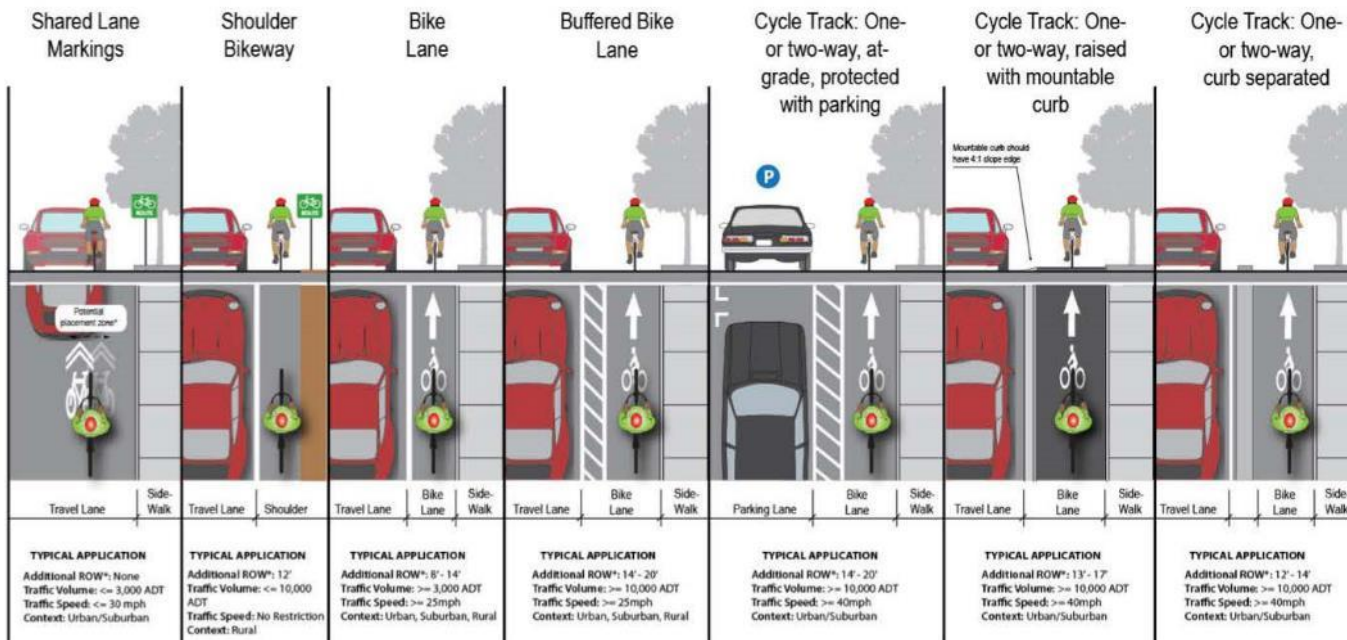 Shared Lane
Markings
Shoulder
Bikeway
Bike
Lane
Buffered Bike
Lane
Cycle Track: One-
or two-way, at-
grade, protected
with parking
Cycle Track: One-
or two-way, raised
with mountable
curb
Cycle Track: One-
or two-way,
curb separated
ROUTE
ROUTE
P
Mountable curb should
have 4:1 slope edge
Potential
placement zone*
Travel Lane
Side-
Walk
Travel Lane
Shoulder
Travel Lane
Bike
Lane
Side-
Walk
Travel Lane
Bike
Lane
Side-
Walk
Parking Lane
Bike
Lane
Side-
Walk
Travel Lane
Bike
Lane
Side-
Walk
Travel Lane
Bike
Lane
Side-
Walk
TYPICAL APPLICATION
Additional ROW*: None
Traffic Volume: <= 3,000 ADT
Traffic Speed: <= 30 mph
Context: Urban/Suburban
TYPICAL APPLICATION
Additional ROW*: 12'
Traffic Volume: <= 10,000
ADT
Traffic Speed: No Restriction
Context: Rural
TYPICAL APPLICATION
Additional ROW*: 8' - 14'
Traffic Volume: >= 3,000 ADT
Traffic Speed: >= 25mph
Context: Urban, Suburban, Rural
TYPICAL APPLICATION
Additional ROW*: 14' - 20'
Traffic Volume: >= 10,000 ADT
Traffic Speed: >= 25mph
Context: Urban, Suburban, Rural
TYPICAL APPLICATION
Additional ROW*: 14' - 20'
Traffic Volume: >= 10,000 ADT
Traffic Speed: >= 40mph
Context: Urban/Suburban
TYPICAL APPLICATION
Additional ROW*: 13' - 17'
Traffic Volume: >= 10,000 ADT
Traffic Speed: >= 40mph
Context: Urban/Suburban
TYPICAL APPLICATION
Additional ROW*: 12' - 14'
Traffic Volume: >= 10,000 ADT
Traffic Speed: >= 40mph
Context: Urban/Suburban